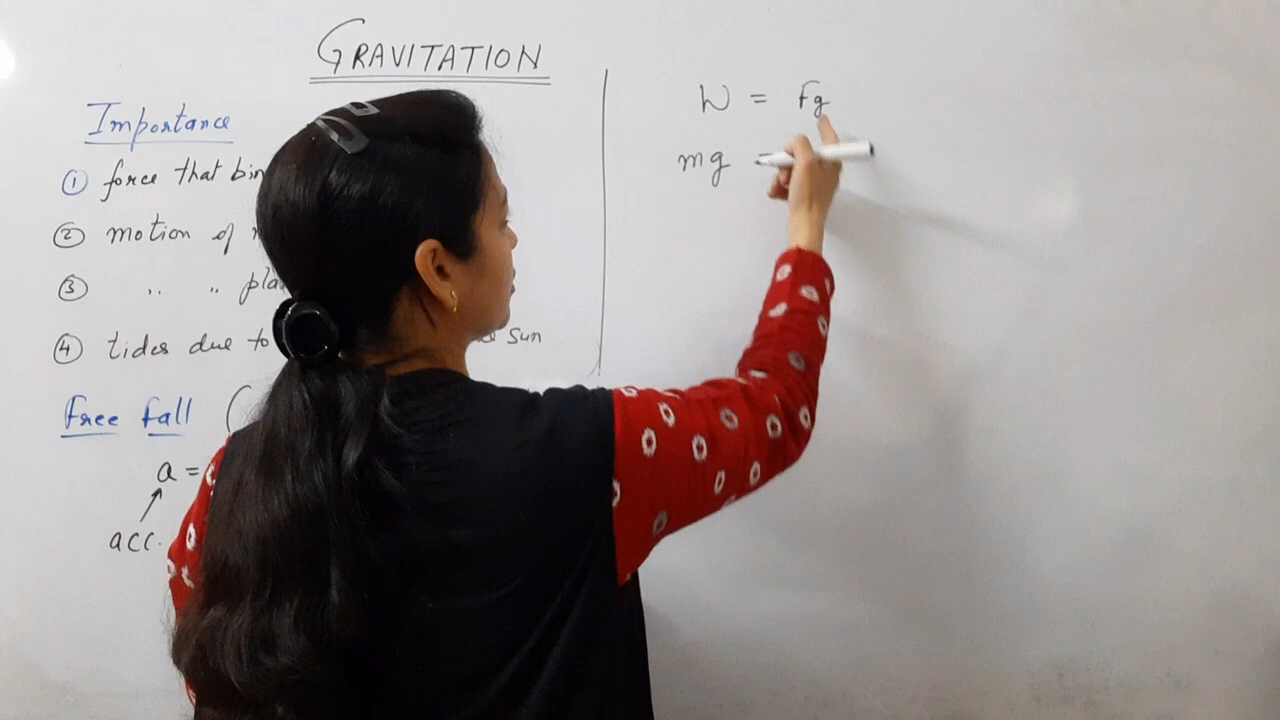 GRAVITATION
Importance
① force that bin
② motion of
③ " " pla
④ tides due to sun
Free fall (
a =
acc.
W = Fg
mg =